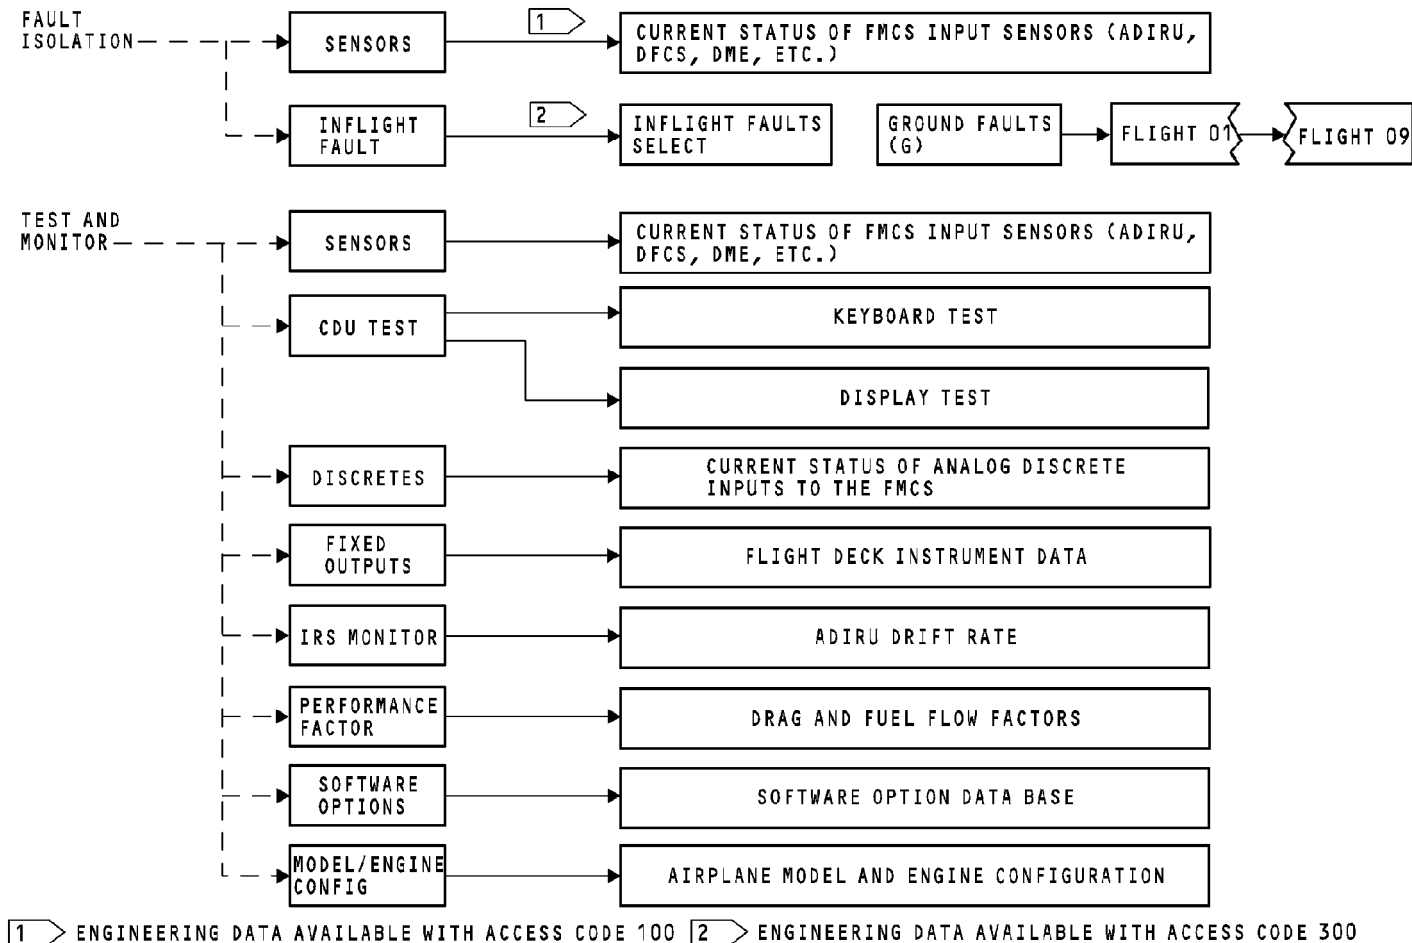 FAULT
ISOLATION
SENSORS
1
CURRENT STATUS OF FMCS INPUT SENSORS (ADIRU,
DFCS, DME, ETC.)
INFLIGHT
FAULT
2
INFLIGHT FAULTS
SELECT
GROUND FAULTS
(G)
FLIGHT 01
FLIGHT 09
TEST AND
MONITOR
SENSORS
CURRENT STATUS OF FMCS INPUT SENSORS (ADIRU,
DFCS, DME, ETC.)
CDU TEST
KEYBOARD TEST
DISPLAY TEST
DISCRETES
CURRENT STATUS OF ANALOG DISCRETE
INPUTS TO THE FMCS
FIXED
OUTPUTS
FLIGHT DECK INSTRUMENT DATA
IRS MONITOR
ADIRU DRIFT RATE
PERFORMANCE
FACTOR
DRAG AND FUEL FLOW FACTORS
SOFTWARE
OPTIONS
SOFTWARE OPTION DATA BASE
MODEL/ENGINE
CONFIG
AIRPLANE MODEL AND ENGINE CONFIGURATION
1 ENGINEERING DATA AVAILABLE WITH ACCESS CODE 100
2 ENGINEERING DATA AVAILABLE WITH ACCESS CODE 300